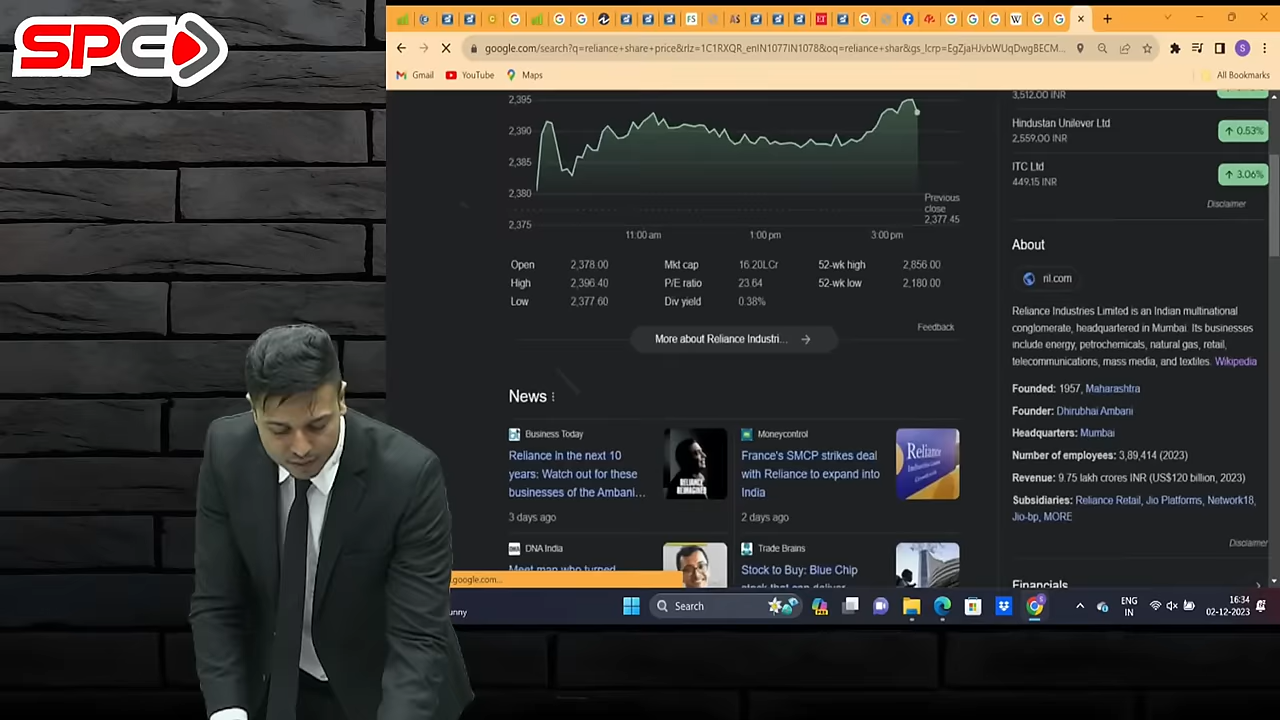 SPE
google.com/search?q=reliance+share+price&rlz=1C1RXQR_enIN1077IN1078&oq=reliance+shar&gs_lcrp=EgZjaHJvbWUqDwgBECM...
Gmail
YouTube
Maps
All Bookmarks
2,395
2,390
2,385
2,380
2,375
Previous
close
2,377.45
11:00 am
1:00 pm
3:00 pm
Open 2,378.00 Mkt cap 16.20LCr 52-wk high 2,856.00
High 2,396.40 P/E ratio 23.64 52-wk low 2,180.00
Low 2,377.60 Div yield 0.38%
Feedback
More about Reliance Industri...
News
Business Today
Reliance in the next 10
years: Watch out for these
businesses of the Ambani...
3 days ago
Moneycontrol
France's SMCP strikes deal
with Reliance to expand into
India
2 days ago
Reliance
DNA India
Meet man who turned
Trade Brains
Stock to Buy: Blue Chip
stock that can deliver
3,512.00 INR
Hindustan Unilever Ltd
2,559.00 INR
0.53%
ITC Ltd
449.15 INR
3.06%
Disclaimer
About
ril.com
Reliance Industries Limited is an Indian multinational
conglomerate, headquartered in Mumbai. Its businesses
include energy, petrochemicals, natural gas, retail,
telecommunications, mass media, and textiles. Wikipedia
Founded: 1957, Maharashtra
Founder: Dhirubhai Ambani
Headquarters: Mumbai
Number of employees: 3,89,414 (2023)
Revenue: 9.75 lakh crores INR (US$120 billion, 2023)
Subsidiaries: Reliance Retail, Jio Platforms, Network18,
Jio-bp, MORE
Disclaimer
Financials
.google.com...
unny
Search
ENG
IN
16:34
02-12-2023